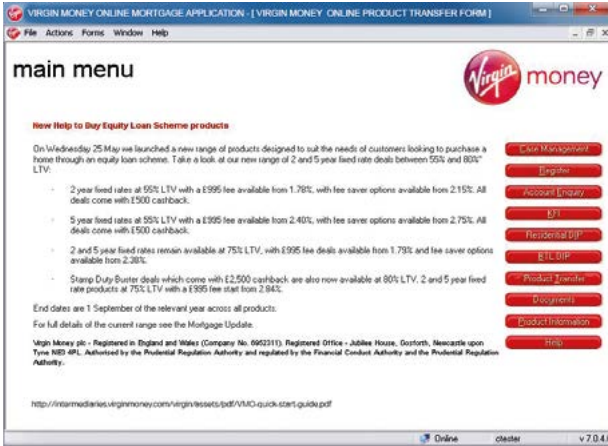 VIRGIN MONEY ONLINE MORTGAGE APPLICATION - [ VIRGIN MONEY  ONLINE PRODUCT TRANSFER FORM ]
File  Actions  Forms  Window  Help
main menu
Virgin money
New Help to Buy Equity Loan Scheme products
On Wednesday 25 May we launched a new range of products designed to suit the needs of customers looking to purchase a
home through an equity loan scheme. Take a look at our new range of 2 and 5 year fixed rate deals between 55% and 80%"
LTV:
· 2 year fixed rates at 55% LTV with a £995 fee available from 1.78%, with fee saver options available from 2.15%. All
deals come with £500 cashback.
· 5 year fixed rates at 55% LTV with a £995 fee available from 2.40%, with fee saver options available from 2.75%. All
deals come with £500 cashback.
· 2 and 5 year fixed rates remain available at 75% LTV, with £995 fee deals available from 1.79% and fee saver options
available from 2.38%.
· Stamp Duty Buster deals which come with £2,500 cashback are also now available at 80% LTV. 2 and 5 year fixed
rate products at 75% LTV with a £995 fee start from 2.84%.
End dates are 1 September of the relevant year across all products.
For full details of the current range see the Mortgage Update.
Virgin Money plc - Registered in England and Wales (Company No. 6952311). Registered Office - Jubilee House, Gosforth, Newcastle upon
Tyne NE3 4PL. Authorised by the Prudential Regulation Authority and regulated by the Financial Conduct Authority and the Prudential Regulation
Authority.
http://intermediaries.virginmoney.com/virgin/assets/pdf/VMO-quick-start-guide.pdf
Case Management
Register
Account Enquiry
KFI
Residential DIP
BTL DIP
Product Transfer
Documents
Product Information
Help
Online
ctester
v 7.0.4.